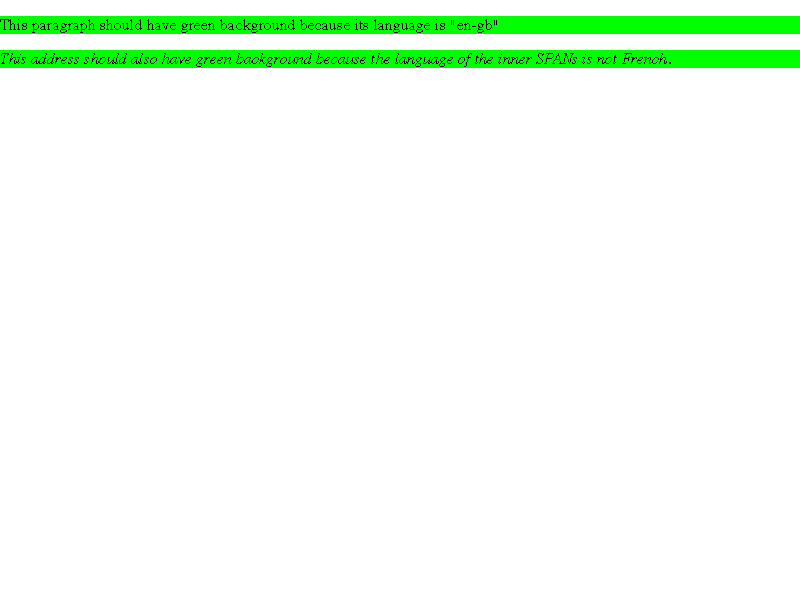 This paragraph should have green background because its language is "en-gb"
This address should also have green background because the language of the inner SPANs is not French.